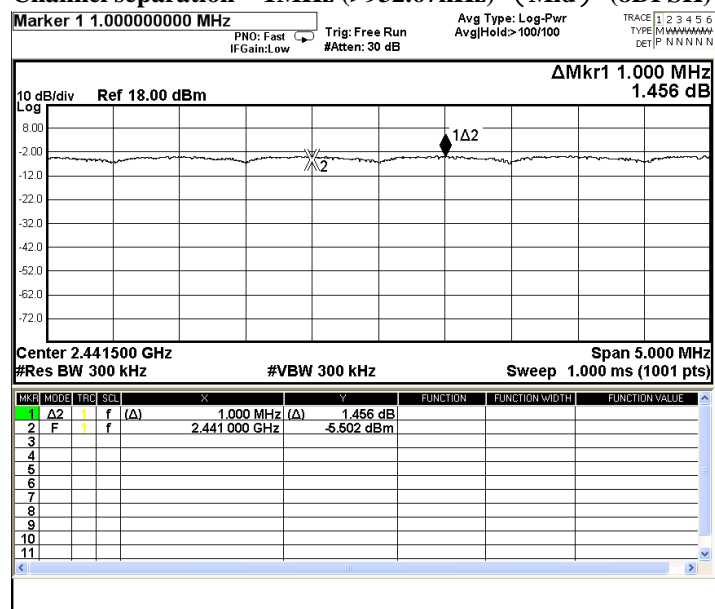 Channel separation 1MHz (>932.67kHz) (Mid) (8DPSK)
Marker 1 1.000000000 MHz
PNO: Fast
IFGain:Low
Trig: Free Run
#Atten: 30 dB
Avg Type: Log-Pwr
Avg|Hold:>100/100
TRACE 1 2 3 4 5 6
TYPE M WWWWW
DET P N N N N N
ΔMkr1 1.000 MHz
1.456 dB
10 dB/div Ref 18.00 dBm
Log
8.00
-2.00
-12.0
-22.0
-32.0
-42.0
-52.0
-62.0
-72.0
1Δ2
2
Center 2.441500 GHz
Span 5.000 MHz
#Res BW 300 kHz
#VBW 300 kHz
Sweep 1.000 ms (1001 pts)
MKR MODE TRC SCL X Y FUNCTION FUNCTION WIDTH FUNCTION VALUE
1 Δ2 1 f (Δ) 1.000 MHz (Δ) 1.456 dB
2 F 1 f 2.441 000 GHz -5.502 dBm
3
4
5
6
7
8
9
10
11